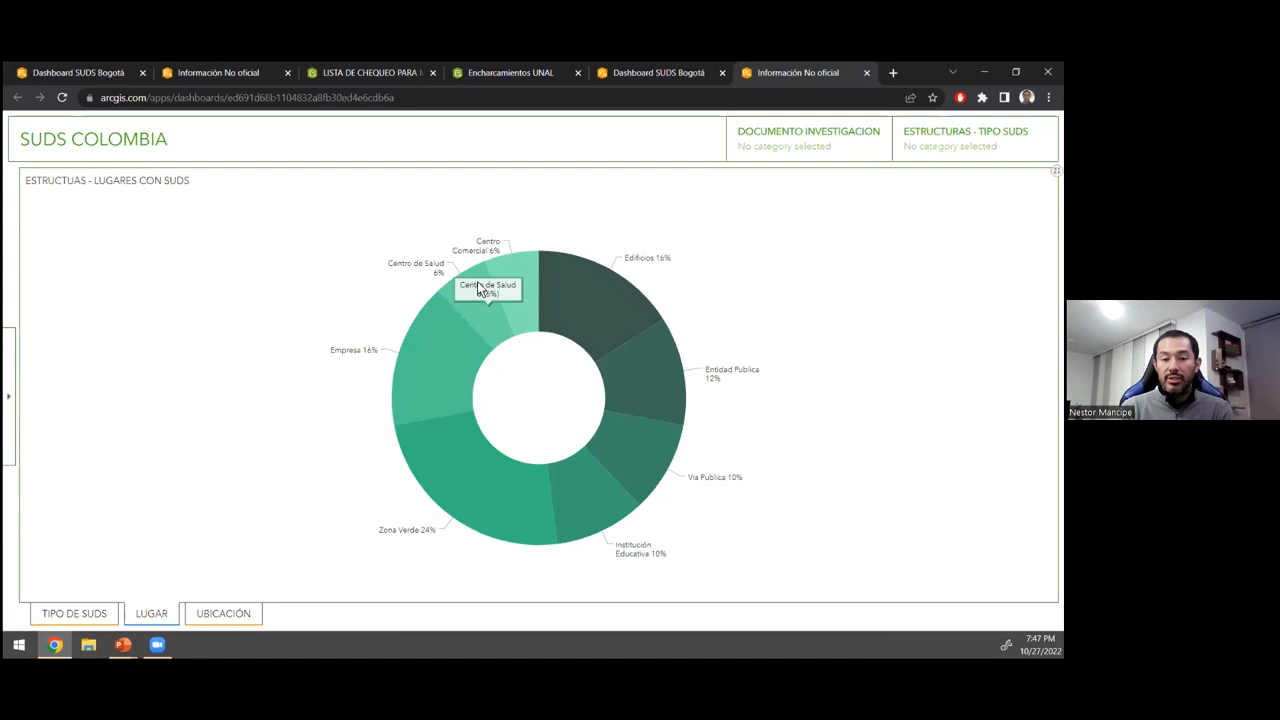 Dashboard SUDS Bogotá
Información No oficial
LISTA DE CHEQUEO PARA
Encharcamientos UNAL
Dashboard SUDS Bogotá
Información No oficial
arcgis.com/apps/dashboards/ed691d68b1104832a8fb30ed4e6cdb6a
SUDS COLOMBIA
DOCUMENTO INVESTIGACION
No category selected
ESTRUCTURAS - TIPO SUDS
No category selected
ESTRUCTUAS - LUGARES CON SUDS
Centro
Comercial 6%
Centro de Salud
6%
Centro de Salud
Edificios 16%
Empresa 16%
Entidad Publica
12%
Via Publica 10%
Zona Verde 24%
Institución
Educativa 10%
Nestor Mancipe
TIPO DE SUDS
LUGAR
UBICACIÓN
7:47 PM
10/27/2022